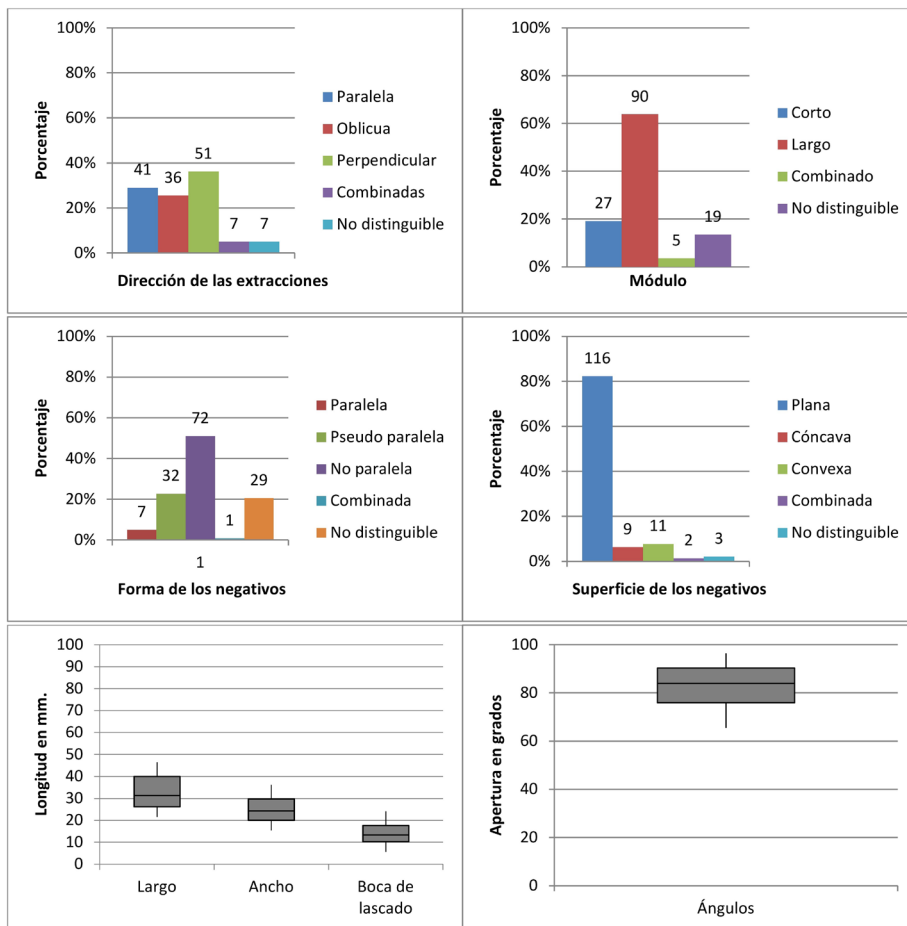 100%
80%
60%
40%
20%
0%
Porcentaje
41
36
51
7
7
Dirección de las extracciones
Paralela
Oblicua
Perpendicular
Combinadas
No distinguible
100%
80%
60%
40%
20%
0%
Porcentaje
27
90
5
19
Módulo
Corto
Largo
Combinado
No distinguible
100%
80%
60%
40%
20%
0%
Porcentaje
7
32
72
1
29
1
Forma de los negativos
Paralela
Pseudo paralela
No paralela
Combinada
No distinguible
100%
80%
60%
40%
20%
0%
Porcentaje
116
9
11
2
3
Superficie de los negativos
Plana
Cóncava
Convexa
Combinada
No distinguible
100
90
80
70
60
50
40
30
20
10
0
Longitud en mm.
Largo
Ancho
Boca de
lascado
100
80
60
40
20
0
Apertura en grados
Ángulos